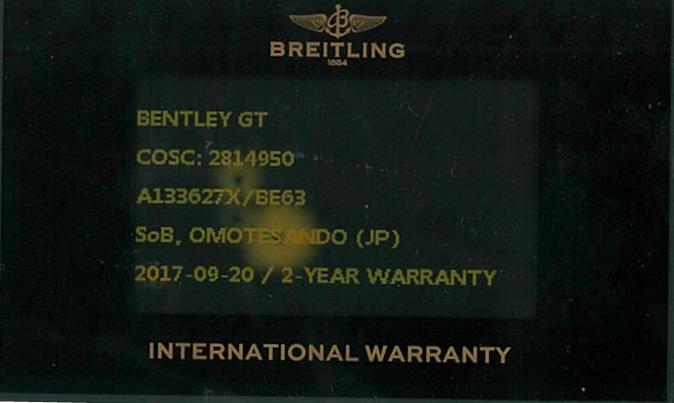 BREITLING
1884
BENTLEY GT
COSC: 2814950
A133627X/BE63
SoB, OMOTESANDO (JP)
2017-09-20 / 2-YEAR WARRANTY
INTERNATIONAL WARRANTY